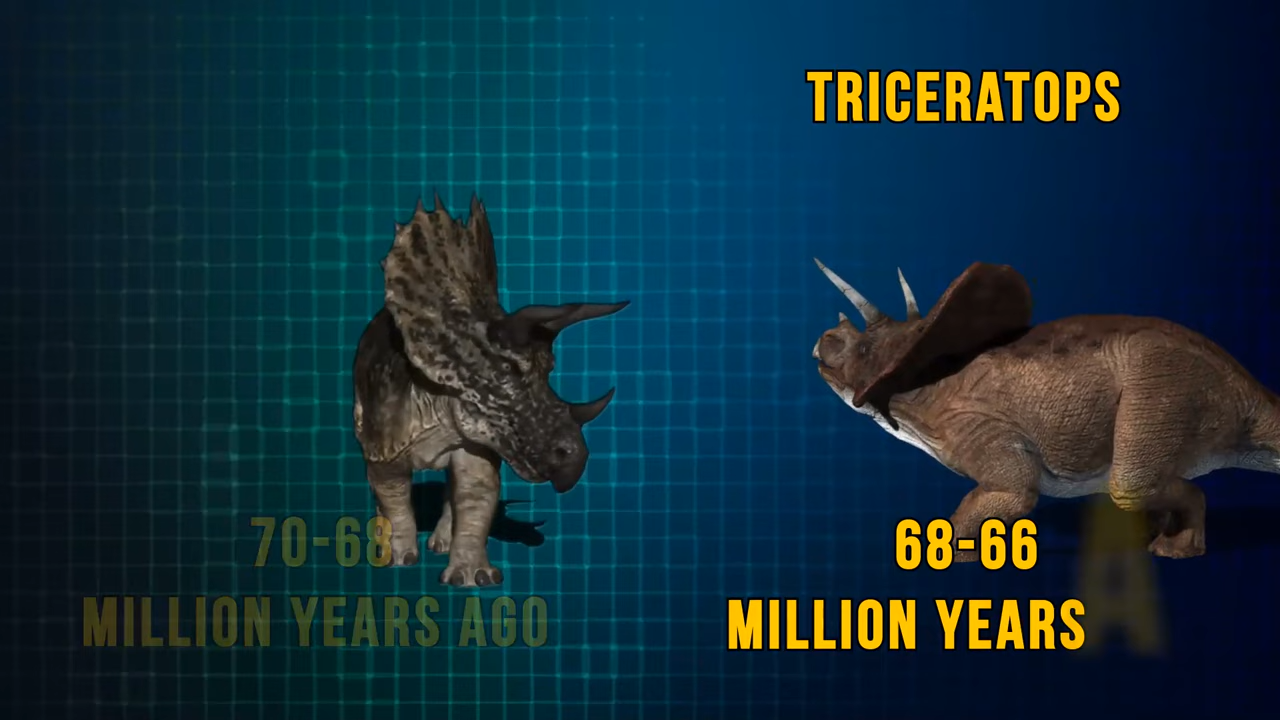 TRICERATOPS
70-68
MILLION YEARS AGO
68-66
MILLION YEARS A